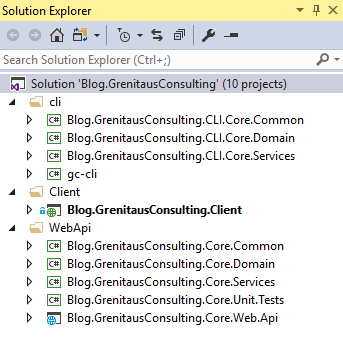 Solution Explorer
Search Solution Explorer (Ctrl+;)
Solution 'Blog.GrenitausConsulting' (10 projects)
cli
C# Blog.GrenitausConsulting.CLI.Core.Common
C# Blog.GrenitausConsulting.CLI.Core.Domain
C# Blog.GrenitausConsulting.CLI.Core.Services
C# gc-cli
Client
Blog.GrenitausConsulting.Client
WebApi
C# Blog.GrenitausConsulting.Core.Common
C# Blog.GrenitausConsulting.Core.Domain
C# Blog.GrenitausConsulting.Core.Services
C# Blog.GrenitausConsulting.Core.Unit.Tests
Blog.GrenitausConsulting.Core.Web.Api